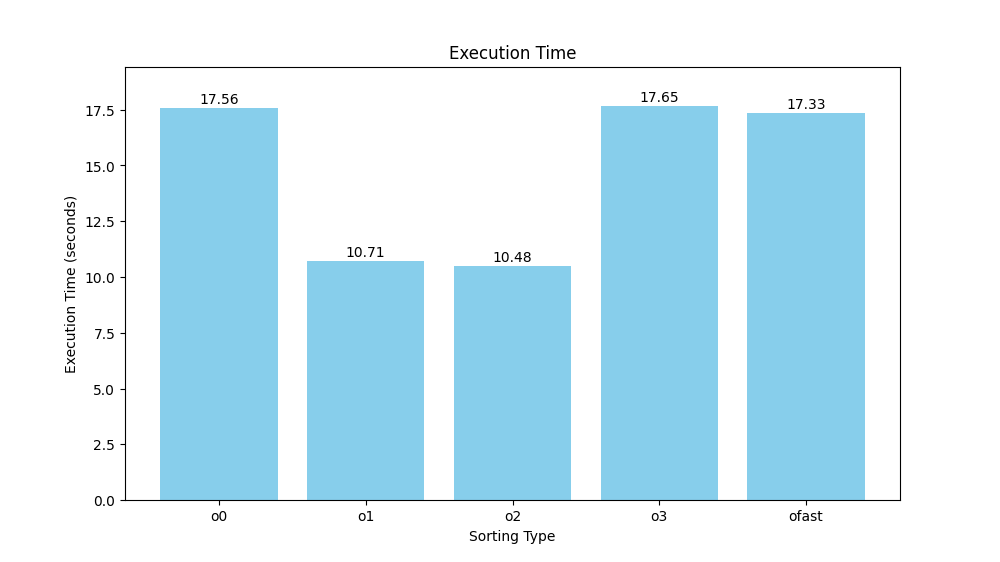 Execution Time
17.56
10.71
10.48
17.65
17.33
Execution Time (seconds)
17.5
15.0
12.5
10.0
7.5
5.0
2.5
0.0
o0
o1
o2
o3
ofast
Sorting Type